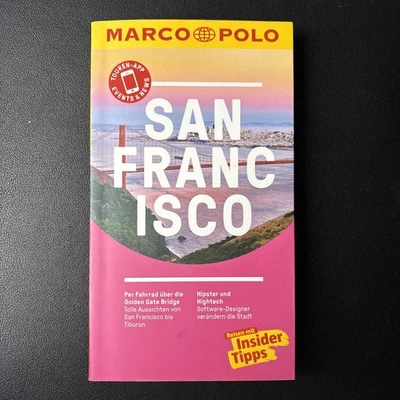 MARCO POLO
TOUREN-APP
EVENTS & NEWS
SAN
FRANC
ISCO
Per Fahrrad über die
Golden Gate Bridge
Tolle Aussichten von
San Francisco bis
Tiburon
Hipster und
Hightech
Software-Designer
verändern die Stadt
Reisen mit
Insider
Tipps